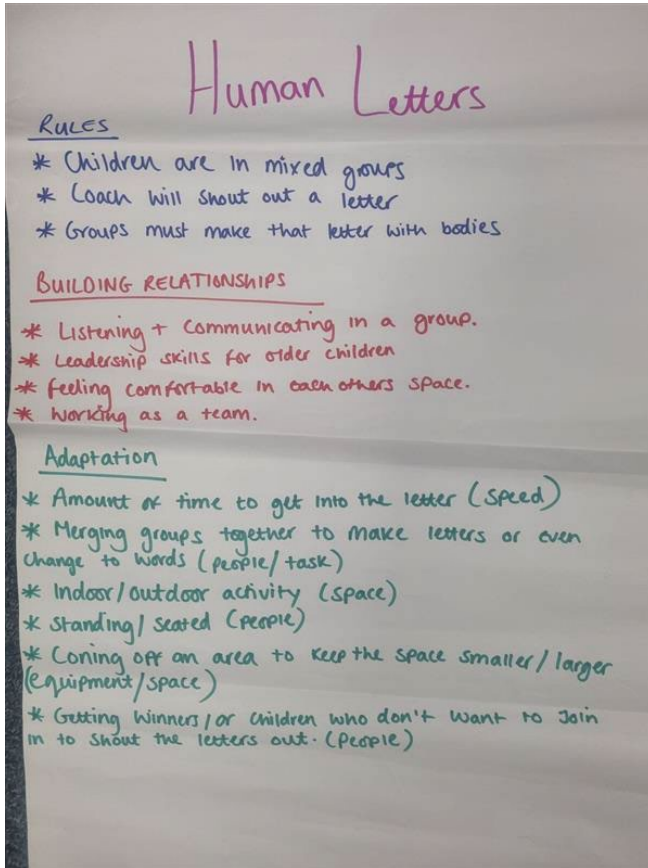 Human Letters
RULES
* Children are in mixed groups
* Coach will shout out a letter
* Groups must make that letter with bodies
BUILDING RELATIONSHIPS
* Listening + communicating in a group.
* Leadership skills for older children
* feeling comfortable in each others space.
* working as a team.
Adaptation
* Amount of time to get into the letter (speed)
* Merging groups together to make letters or even
change to words (people/task)
* Indoor/outdoor activity (space)
* Standing/seated (people)
* Coning off an area to keep the space smaller/larger
(equipment/space)
* Getting winners/or children who don't want to join
in to shout the letters out. (people)